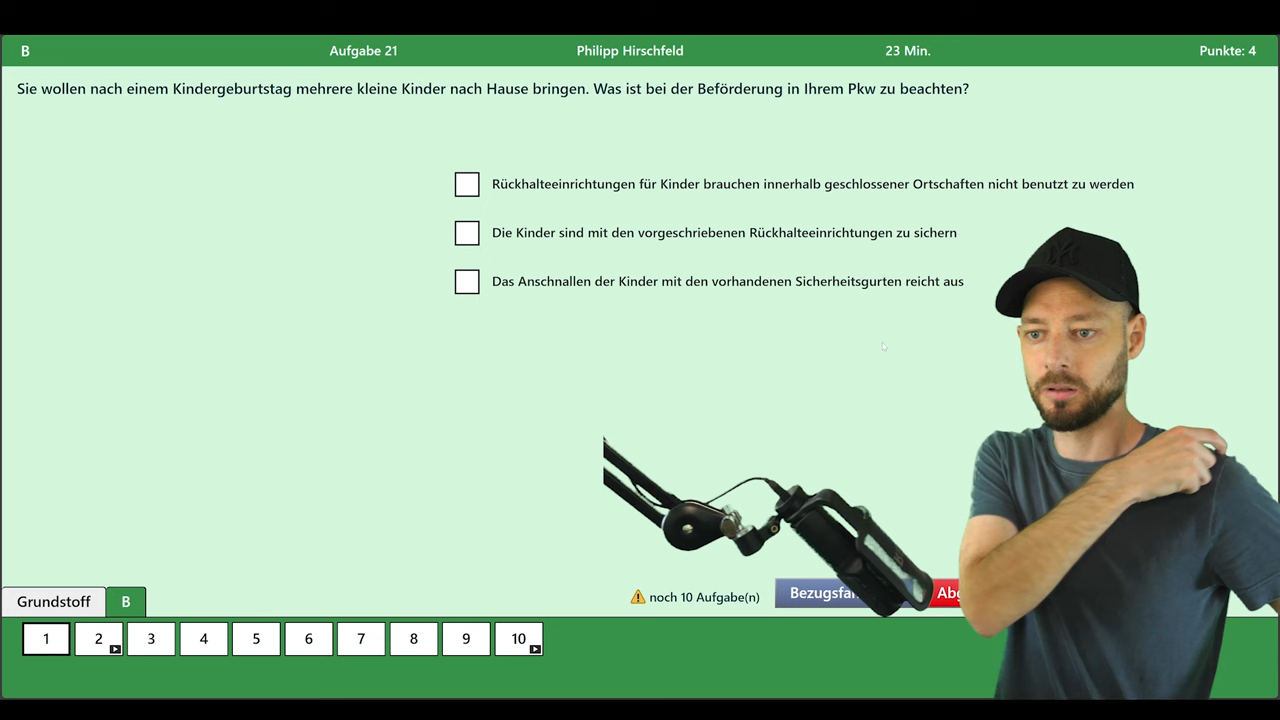 B Aufgabe 21 Philipp Hirschfeld 23 Min. Punkte: 4
Sie wollen nach einem Kindergeburtstag mehrere kleine Kinder nach Hause bringen. Was ist bei der Beförderung in Ihrem Pkw zu beachten?
Rückhalteeinrichtungen für Kinder brauchen innerhalb geschlossener Ortschaften nicht benutzt zu werden
Die Kinder sind mit den vorgeschriebenen Rückhalteeinrichtungen zu sichern
Das Anschnallen der Kinder mit den vorhandenen Sicherheitsgurten reicht aus
noch 10 Aufgabe(n)
Grundstoff B
1 2 3 4 5 6 7 8 9 10